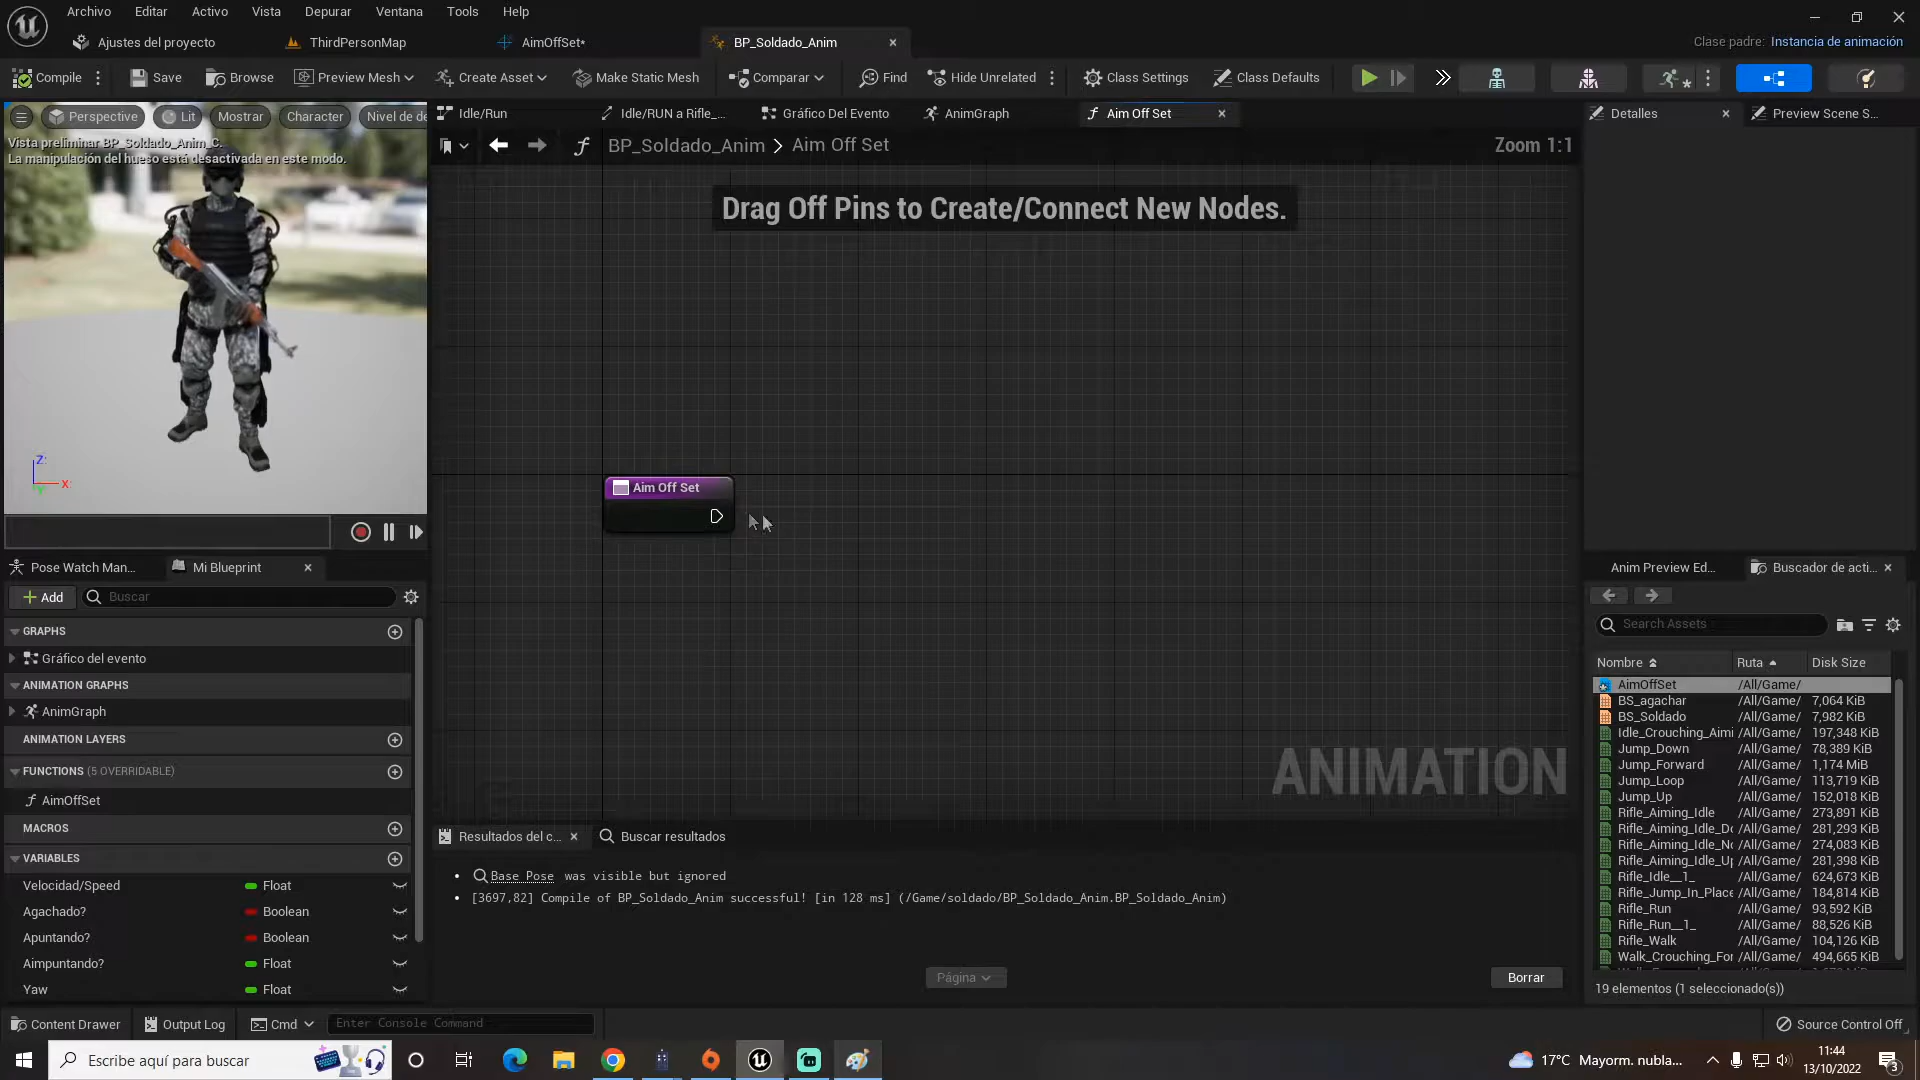 Archivo Editar Activo Vista Depurar Ventana Tools Help
Ajustes del proyecto ThirdPersonMap AimOffSet* BP_Soldado_Anim
Clase padre: Instancia de animación
Compile Save Browse Preview Mesh Create Asset Make Static Mesh Comparar Find Hide Unrelated Class Settings Class Defaults
Perspective Lit Mostrar Character Nivel de de
Vista preliminar BP_Soldado_Anim_C.
La manipulación del hueso está desactivada en este modo.
Z
X
Idle/Run Idle/RUN a Rifle_... Gráfico Del Evento AnimGraph Aim Off Set
BP_Soldado_Anim > Aim Off Set
Zoom 1:1
Drag Off Pins to Create/Connect New Nodes.
Aim Off Set
ANIMATION
Detalles Preview Scene S...
Pose Watch Man... Mi Blueprint
Add Buscar
GRAPHS
Gráfico del evento
ANIMATION GRAPHS
AnimGraph
ANIMATION LAYERS
FUNCTIONS (5 OVERRIDABLE)
AimOffSet
MACROS
VARIABLES
Velocidad/Speed Float
Agachado? Boolean
Apuntando? Boolean
Aimpuntando? Float
Yaw Float
Resultados del c... Buscar resultados
• Base Pose was visible but ignored
• [3697,82] Compile of BP_Soldado_Anim successful! [in 128 ms] (/Game/soldado/BP_Soldado_Anim.BP_Soldado_Anim)
Página Borrar
Anim Preview Ed... Buscador de acti...
Search Assets
Nombre Ruta Disk Size
AimOffSet /All/Game/
BS_agachar /All/Game/ 7,064 KiB
BS_Soldado /All/Game/ 7,982 KiB
Idle_Crouching_Aimi /All/Game/ 197,348 KiB
Jump_Down /All/Game/ 78,389 KiB
Jump_Forward /All/Game/ 1,174 MiB
Jump_Loop /All/Game/ 113,719 KiB
Jump_Up /All/Game/ 152,018 KiB
Rifle_Aiming_Idle /All/Game/ 273,891 KiB
Rifle_Aiming_Idle_Do /All/Game/ 281,293 KiB
Rifle_Aiming_Idle_No /All/Game/ 274,083 KiB
Rifle_Aiming_Idle_Up /All/Game/ 281,398 KiB
Rifle_Idle__1_ /All/Game/ 624,673 KiB
Rifle_Jump_In_Place /All/Game/ 184,814 KiB
Rifle_Run /All/Game/ 93,592 KiB
Rifle_Run__1_ /All/Game/ 88,526 KiB
Rifle_Walk /All/Game/ 104,126 KiB
Walk_Crouching_For /All/Game/ 494,665 KiB
19 elementos (1 seleccionado(s))
Content Drawer Output Log Cmd Enter Console Command Source Control Off
Escribe aquí para buscar
17°C Mayorm. nubla...
11:44
13/10/2022
3